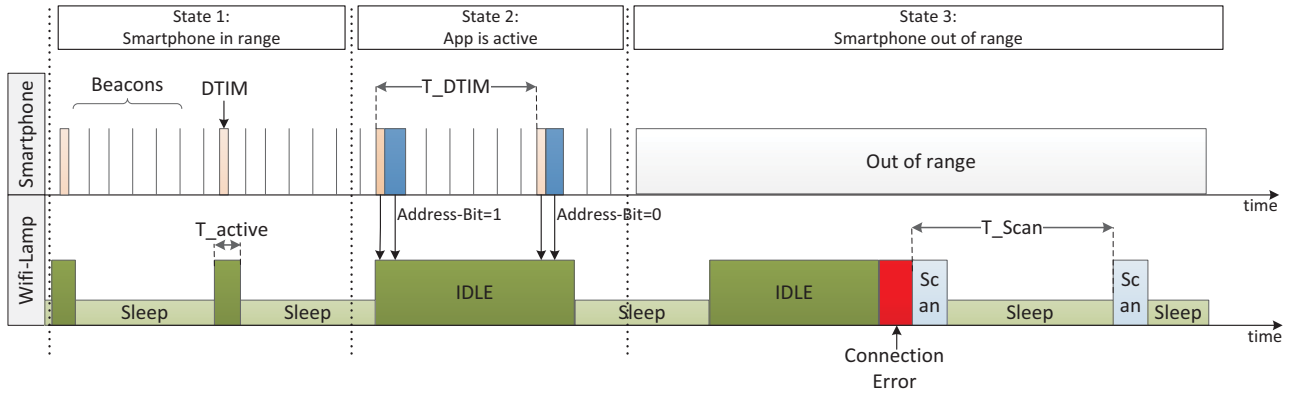 State 1:
Smartphone in range
State 2:
App is active
State 3:
Smartphone out of range
Smartphone
Beacons
DTIM
T_DTIM
Out of range
time
Wifi-Lamp
T_active
Address-Bit=1
Address-Bit=0
T_Scan
Sleep
Sleep
IDLE
Sleep
IDLE
Sc
an
Sleep
Sc
an
Sleep
time
Connection
Error